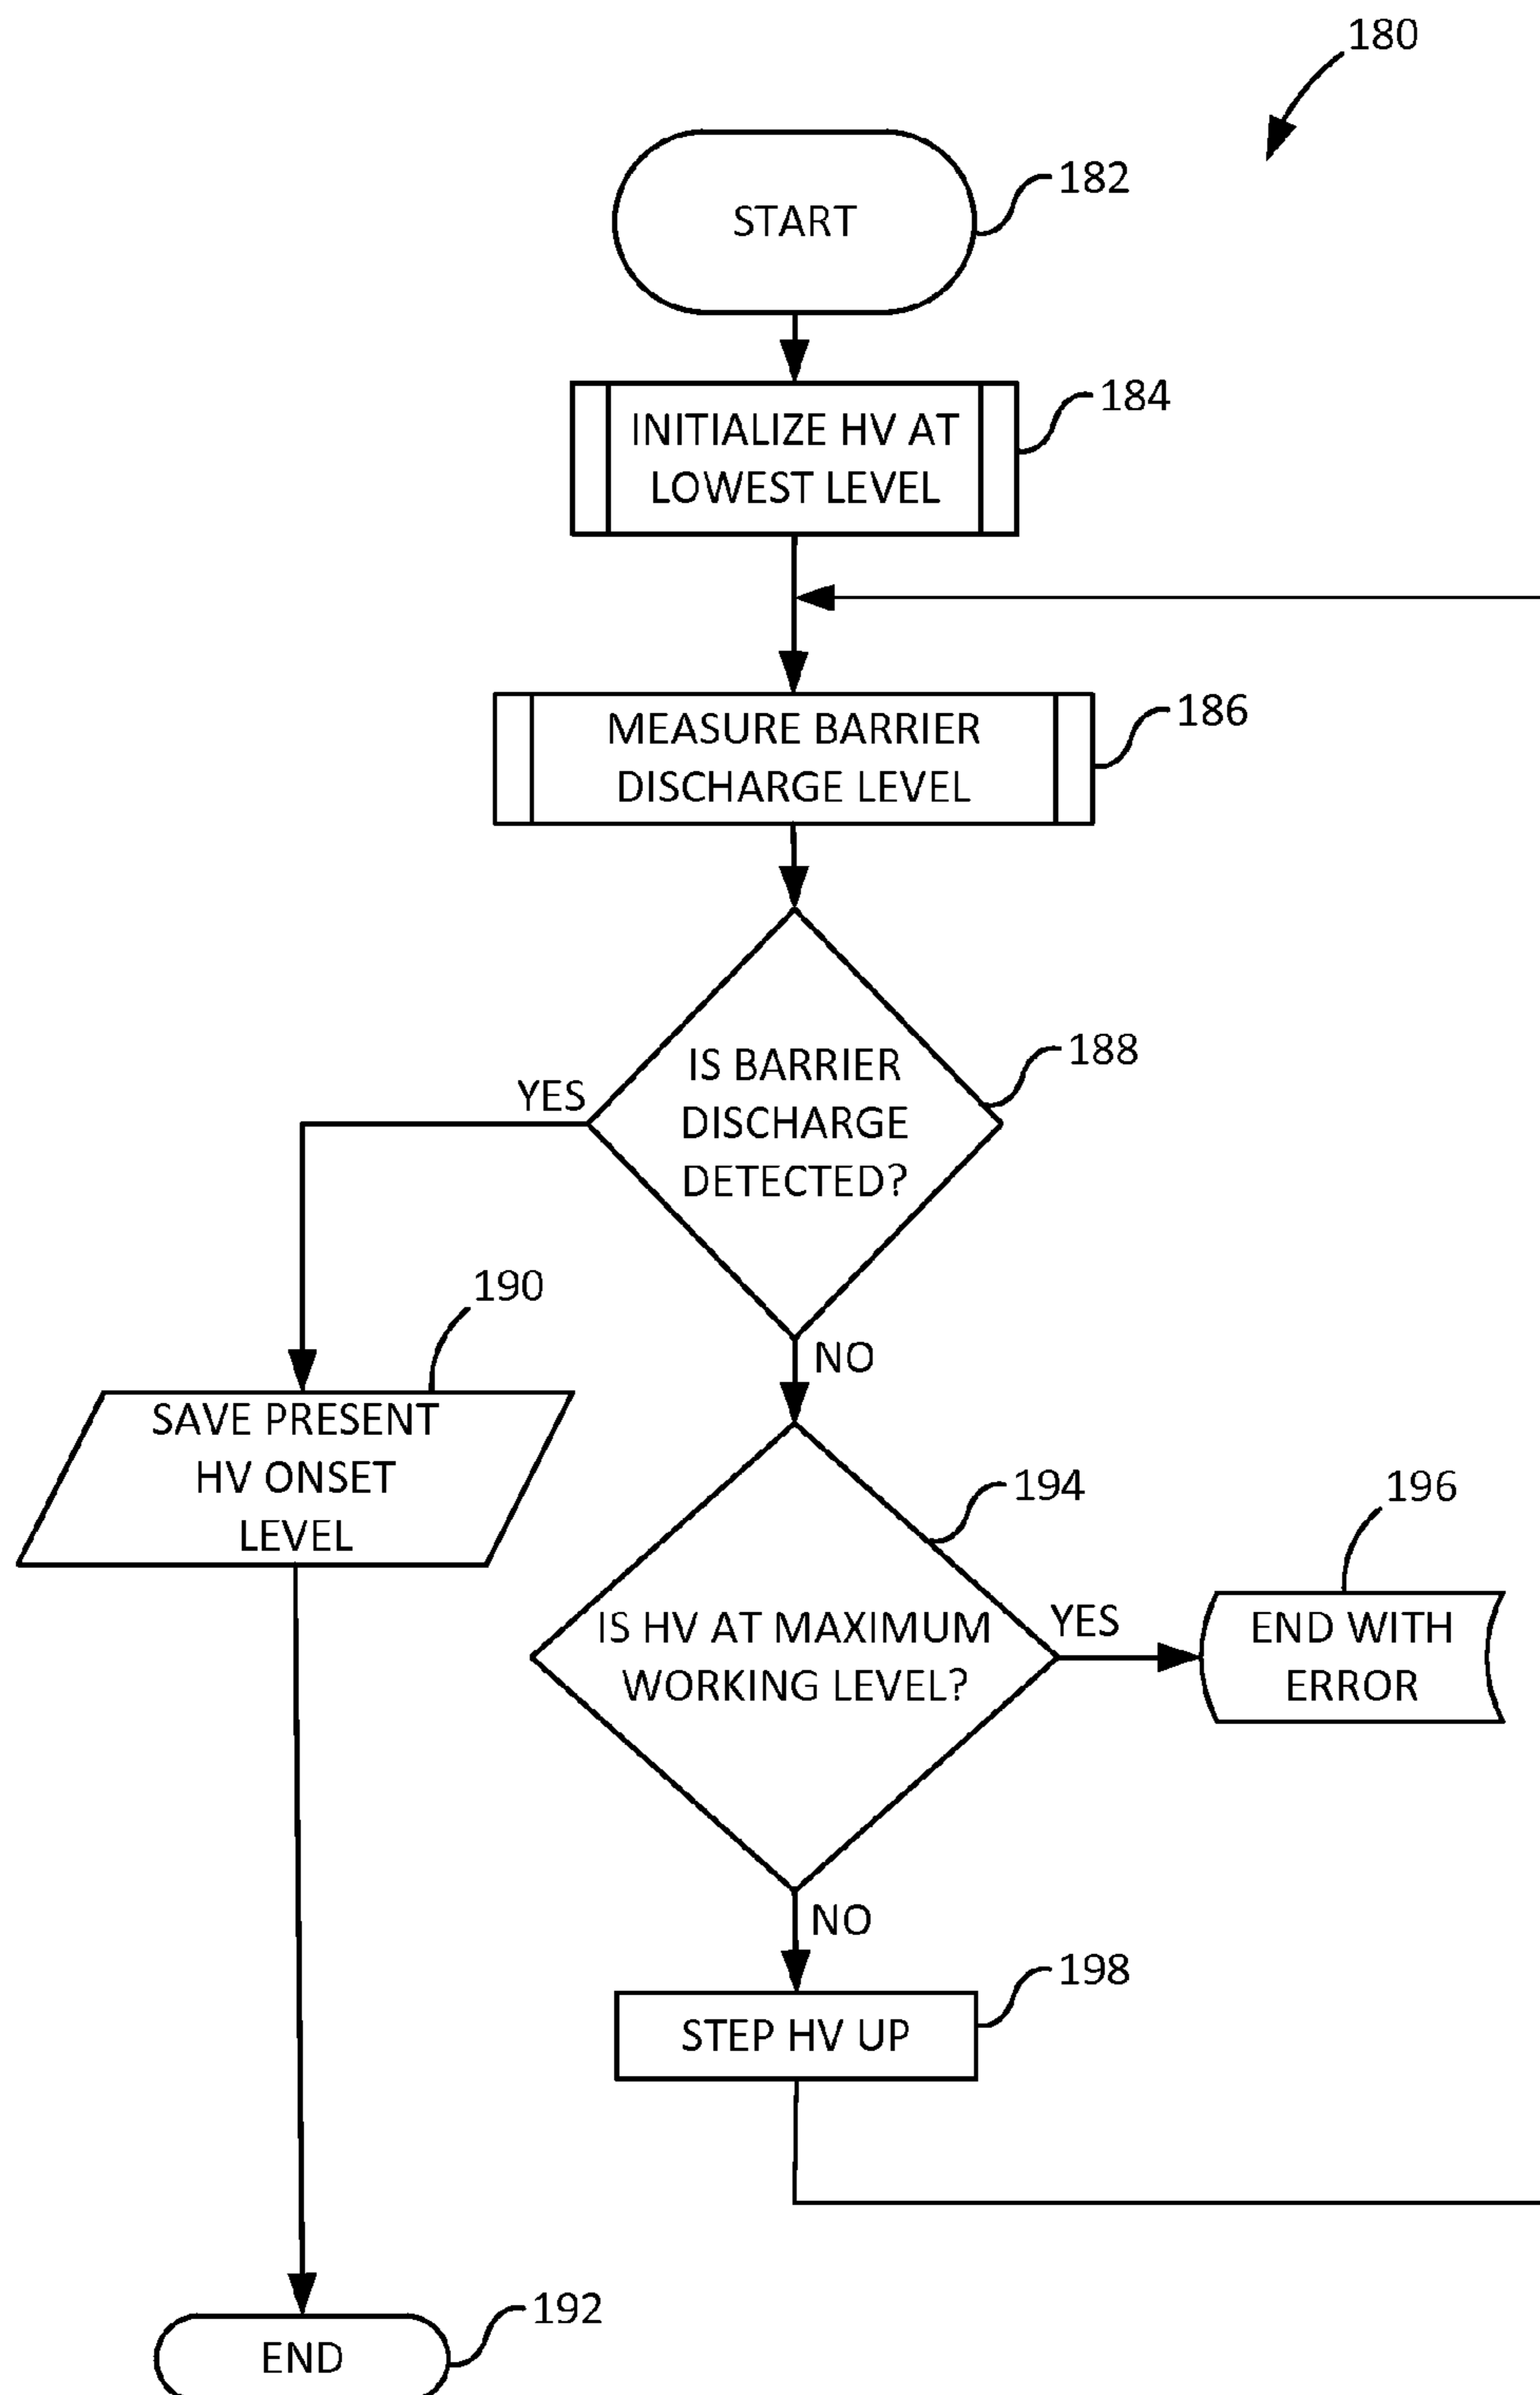 180
START
182
INITIALIZE HV AT
LOWEST LEVEL
184
MEASURE BARRIER
DISCHARGE LEVEL
186
IS BARRIER
DISCHARGE
DETECTED?
188
YES
NO
190
SAVE PRESENT
HV ONSET
LEVEL
194
IS HV AT MAXIMUM
WORKING LEVEL?
YES
196
END WITH
ERROR
NO
198
STEP HV UP
192
END